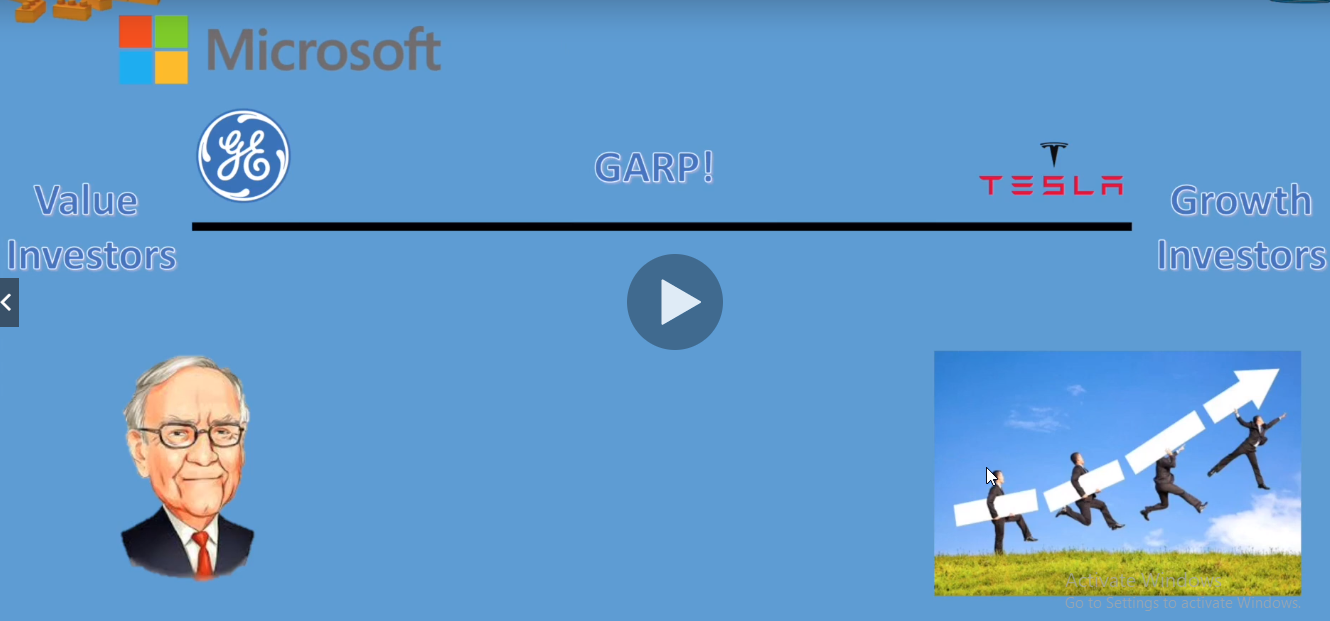 Microsoft
GE
GARP!
TESLA
Value
Investors
Growth
Investors
Activate Windows
Go to Settings to activate Windows.